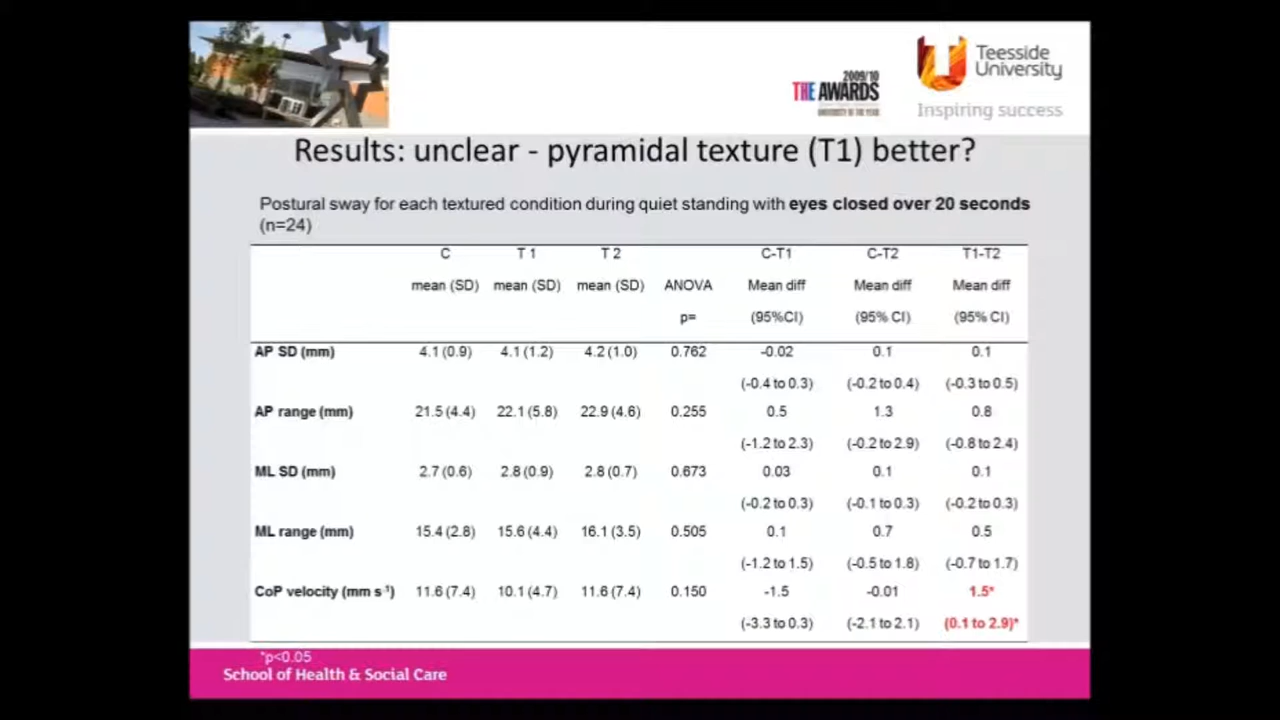 2009/10
THE AWARDS
UNIVERSITY OF THE YEAR
Teesside
University
Inspiring success
Results: unclear - pyramidal texture (T1) better?
Postural sway for each textured condition during quiet standing with eyes closed over 20 seconds
(n=24)
C T 1 T 2 C-T1 C-T2 T1-T2
mean (SD) mean (SD) mean (SD) ANOVA Mean diff Mean diff Mean diff
p= (95%CI) (95% CI) (95% CI)
AP SD (mm) 4.1 (0.9) 4.1 (1.2) 4.2 (1.0) 0.762 -0.02 0.1 0.1
(-0.4 to 0.3) (-0.2 to 0.4) (-0.3 to 0.5)
AP range (mm) 21.5 (4.4) 22.1 (5.8) 22.9 (4.6) 0.255 0.5 1.3 0.8
(-1.2 to 2.3) (-0.2 to 2.9) (-0.8 to 2.4)
ML SD (mm) 2.7 (0.6) 2.8 (0.9) 2.8 (0.7) 0.673 0.03 0.1 0.1
(-0.2 to 0.3) (-0.1 to 0.3) (-0.2 to 0.3)
ML range (mm) 15.4 (2.8) 15.6 (4.4) 16.1 (3.5) 0.505 0.1 0.7 0.5
(-1.2 to 1.5) (-0.5 to 1.8) (-0.7 to 1.7)
CoP velocity (mm s⁻¹) 11.6 (7.4) 10.1 (4.7) 11.6 (7.4) 0.150 -1.5 -0.01 1.5*
(-3.3 to 0.3) (-2.1 to 2.1) (0.1 to 2.9)*
*p<0.05
School of Health & Social Care